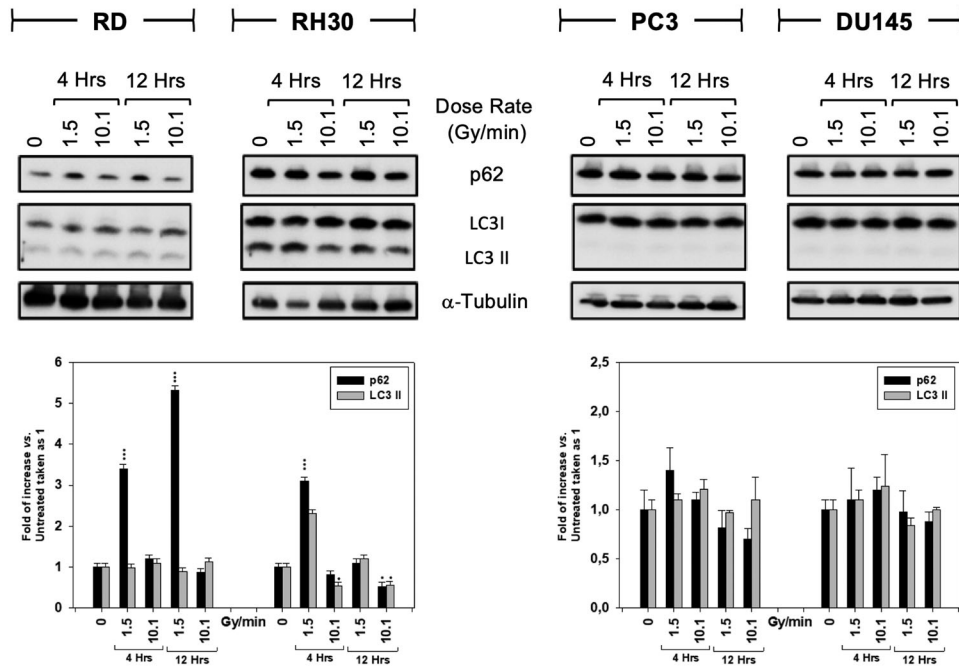 RD RH30 PC3 DU145
4 Hrs 12 Hrs 4 Hrs 12 Hrs 4 Hrs 12 Hrs 4 Hrs 12 Hrs
0 1.5 10.1 1.5 10.1 0 1.5 10.1 1.5 10.1 Dose Rate 0 1.5 10.1 1.5 10.1 0 1.5 10.1 1.5 10.1
(Gy/min)
p62
LC3I
LC3 II
α-Tubulin
Fold of increase vs.
Untreated taken as 1
6
5
4
3
2
1
0
p62
LC3 II
***
***
***
*
* *
0 1.5 10.1 1.5 10.1 Gy/min 0 1.5 10.1 1.5 10.1
4 Hrs 12 Hrs 4 Hrs 12 Hrs
Fold of increase vs.
Untreated taken as 1
2,5
2,0
1,5
1,0
0,5
0,0
p62
LC3 II
0 1.5 10.1 1.5 10.1 Gy/min 0 1.5 10.1 1.5 10.1
4 Hrs 12 Hrs 4 Hrs 12 Hrs